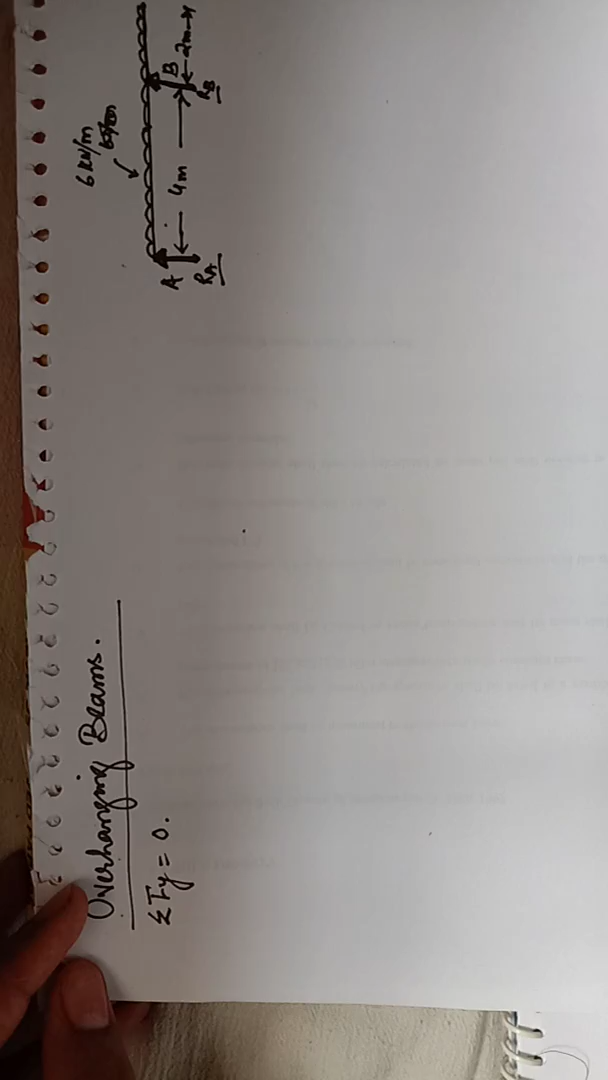 Overhanging Beams.
ΣFy = 0.
6 kN/m
A
4m
B
2m
RA
RB